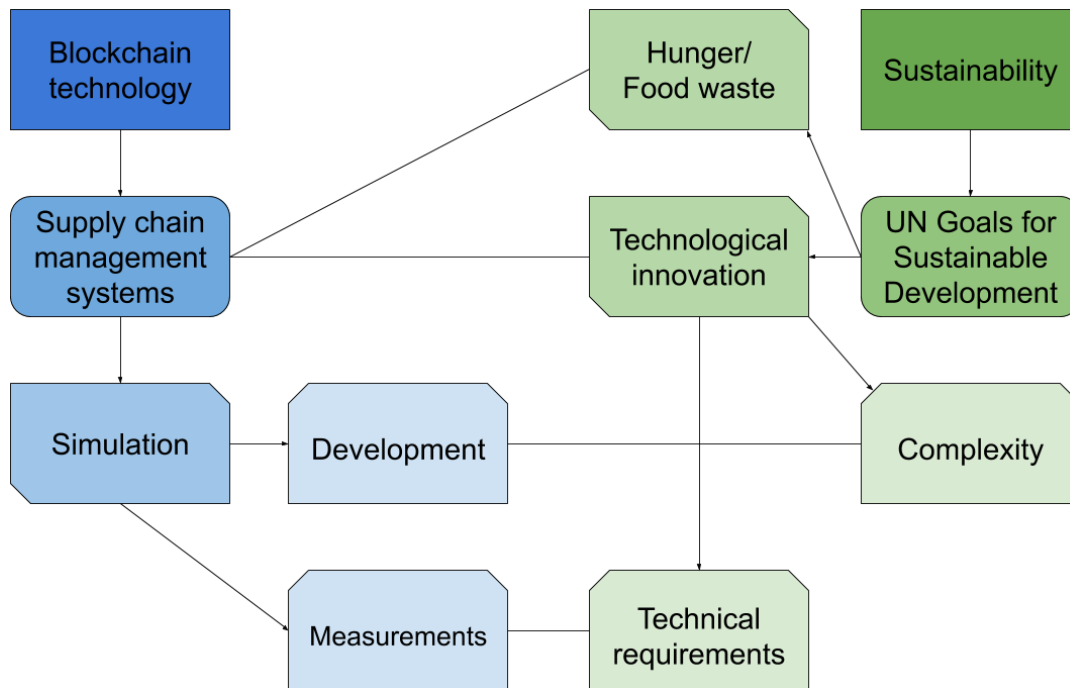 Blockchain
technology
Hunger/
Food waste
Sustainability
Supply chain
management
systems
Technological
innovation
UN Goals for
Sustainable
Development
Simulation
Development
Complexity
Measurements
Technical
requirements